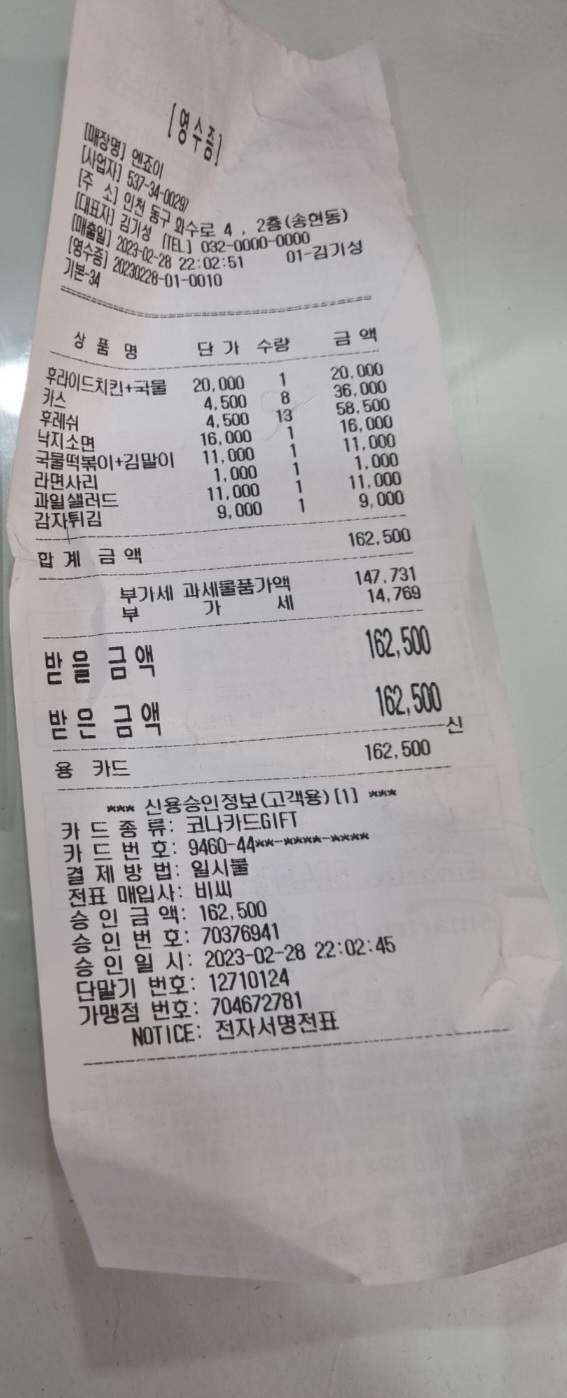 [영수증]
[매장명] 엔죠이
[사업자] 537-34-00297
[주 소] 인천 동구 화수로 4 , 2층(송현동)
[대표자] 김기성 [TEL] 032-0000-0000
[매출일] 2023-02-28 22:02:51 01-김기성
[영수증] 20230228-01-0010
기본-34
상 품 명 단 가 수량 금 액
후라이드치킨+국물 20,000 1 20,000
카스 4,500 8 36,000
후레쉬 4,500 13 58,500
낙지소면 16,000 1 16,000
국물떡볶이+김말이 11,000 1 11,000
라면사리 1,000 1 1,000
과일샐러드 11,000 1 11,000
감자튀김 9,000 1 9,000
합 계 금 액 162,500
부가세 과세물품가액 147,731
부 가 세 14,769
받을 금액 162,500
받은 금액 162,500
신
용 카드 162,500
*** 신용승인정보(고객용) [1] ***
카 드 종 류: 코나카드GIFT
카 드 번 호: 9460-44**-****-****
결 제 방 법: 일시불
전표 매입사: 비씨
승 인 금 액: 162,500
승 인 번 호: 70376941
승 인 일 시: 2023-02-28 22:02:45
단말기 번호: 12710124
가맹점 번호: 704672781
NOTICE: 전자서명전표